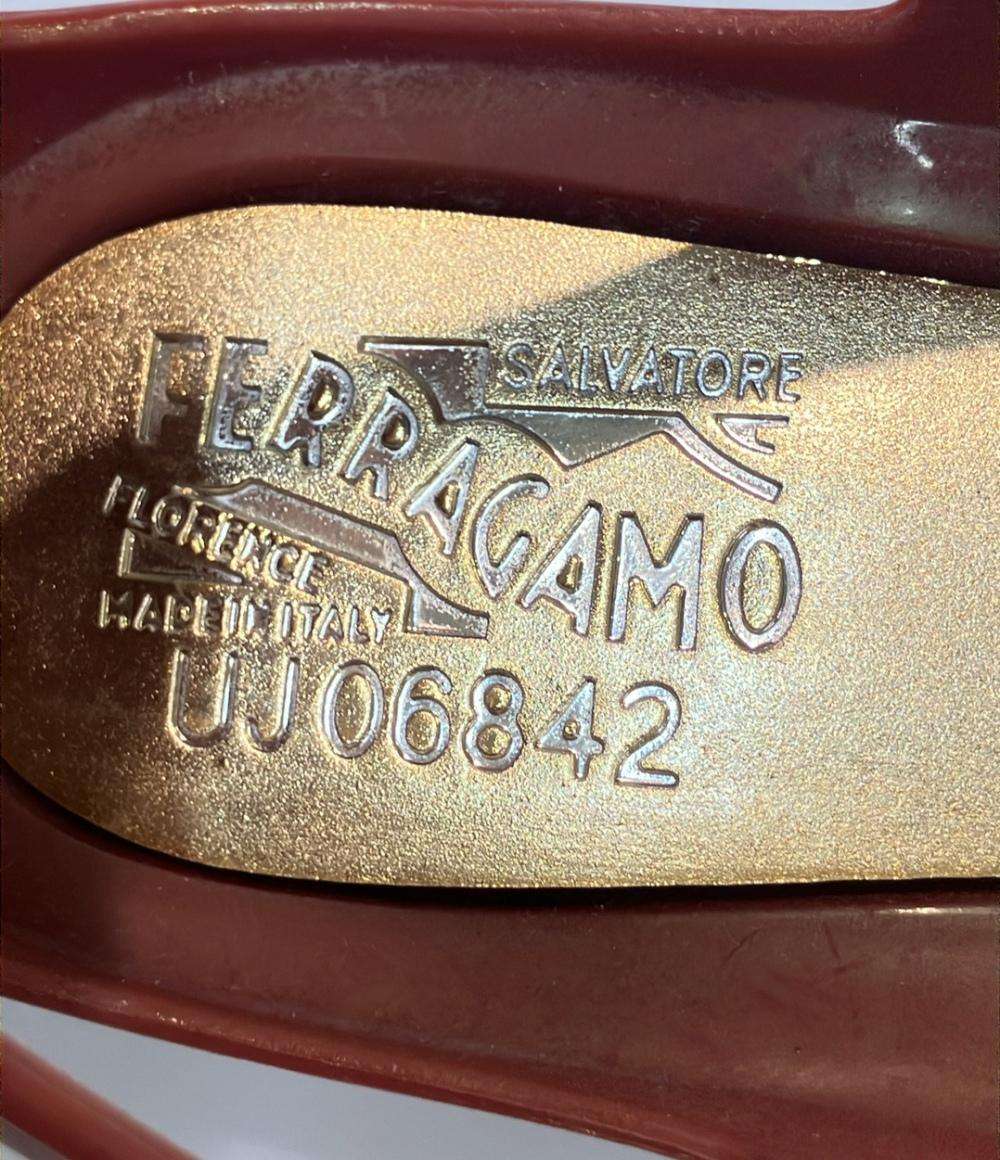 SALVATORE
FERRAGAMO
FLORENCE
MADE IN ITALY
UJ06842